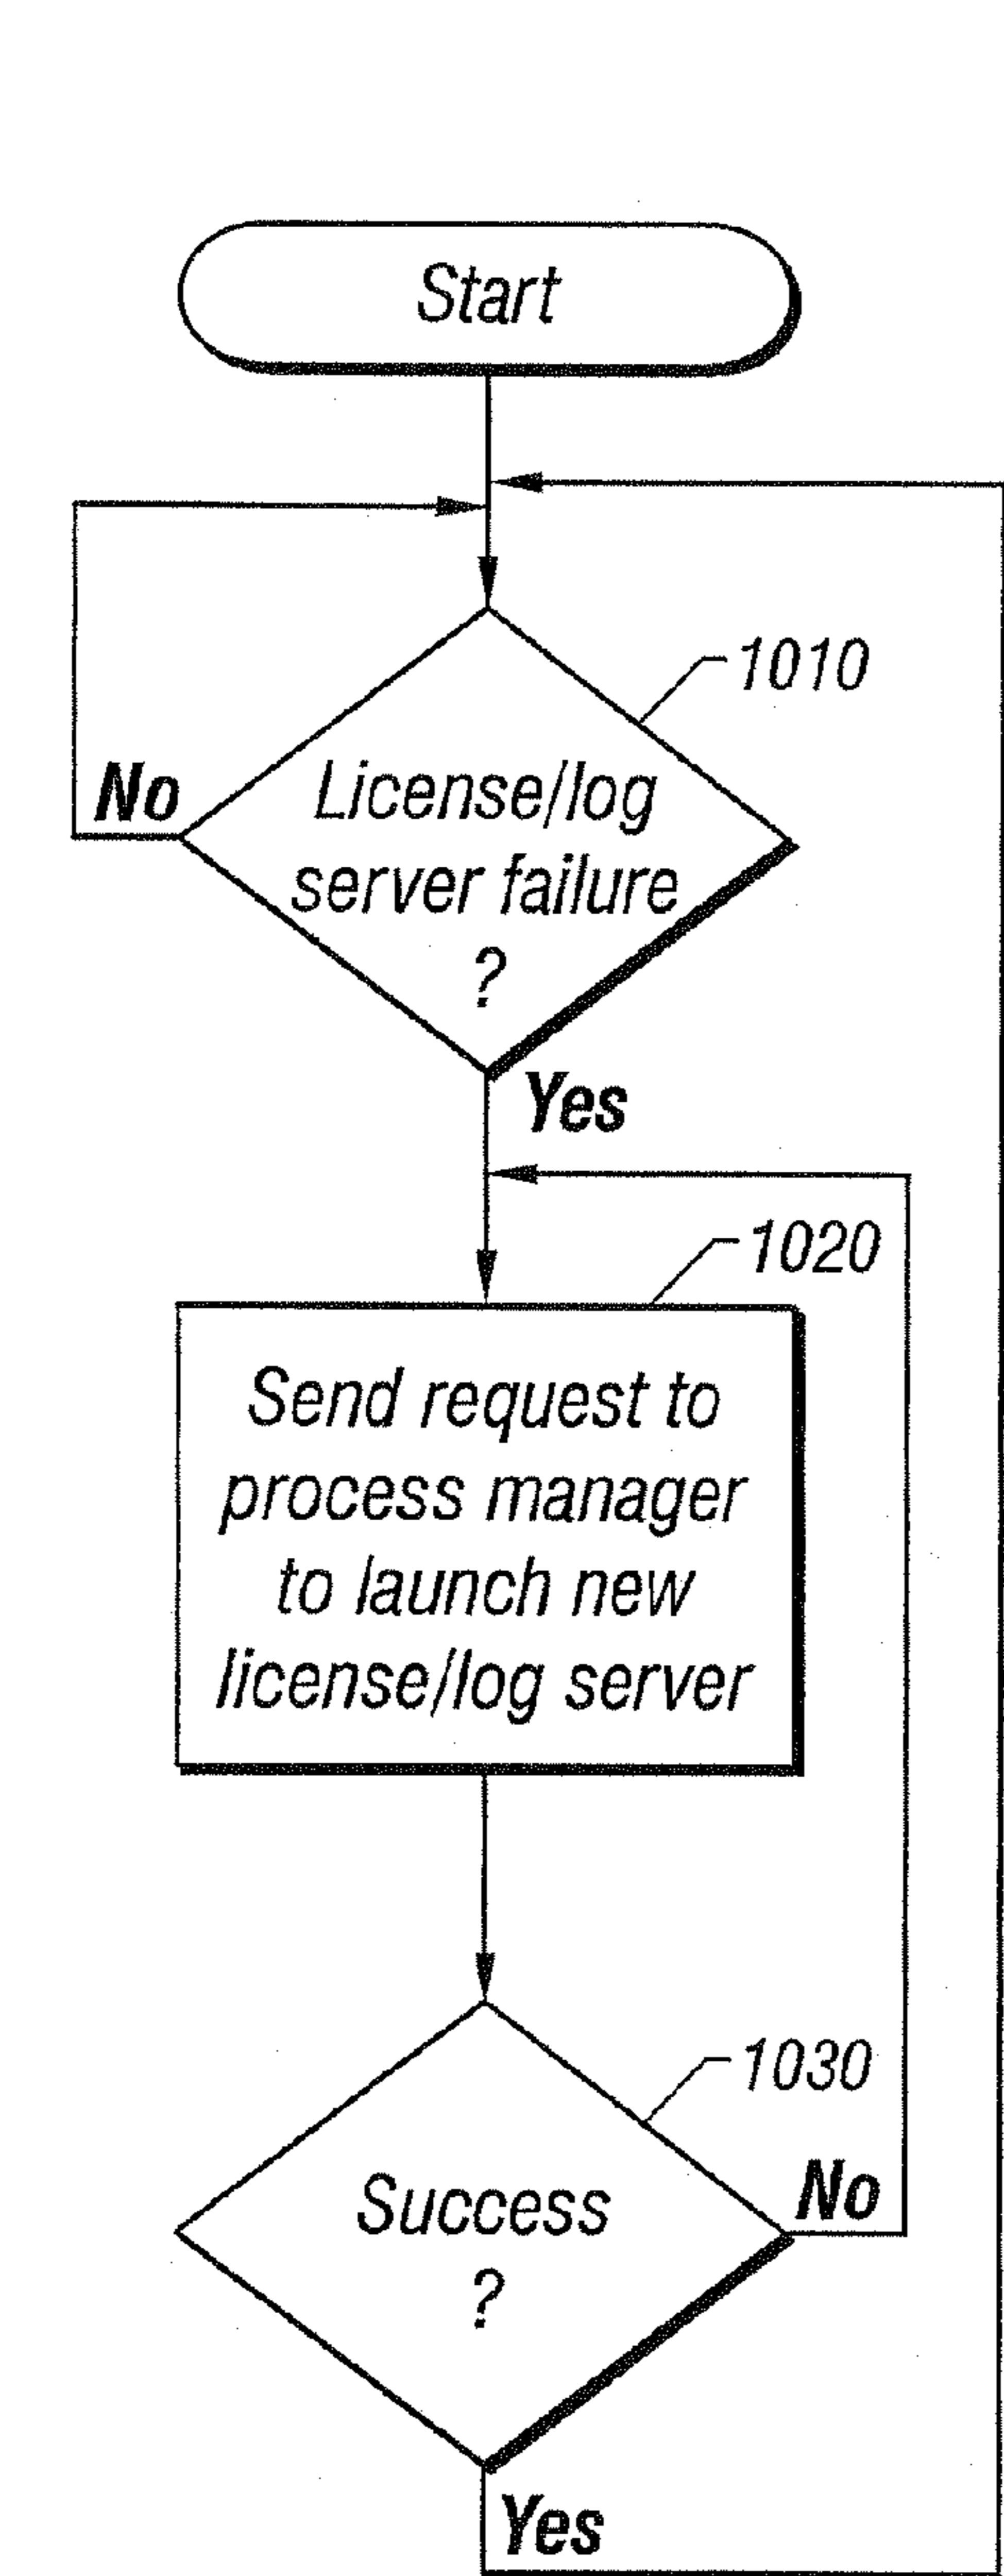 Start
1010
License/log
No
server failure
?
Yes
1020
Send request to
process manager
to launch new
license/log server
1030
No
Success
?
Yes